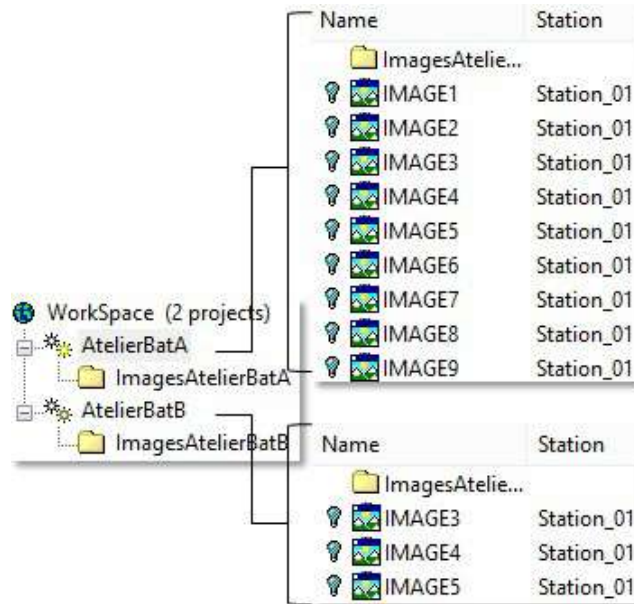 Name Station
ImagesAtelie...
IMAGE1 Station_01
IMAGE2 Station_01
IMAGE3 Station_01
IMAGE4 Station_01
IMAGE5 Station_01
IMAGE6 Station_01
IMAGE7 Station_01
IMAGE8 Station_01
IMAGE9 Station_01
WorkSpace (2 projects)
AtelierBatA
ImagesAtelierBatA
AtelierBatB
ImagesAtelierBatB
Name Station
ImagesAtelie...
IMAGE3 Station_01
IMAGE4 Station_01
IMAGE5 Station_01